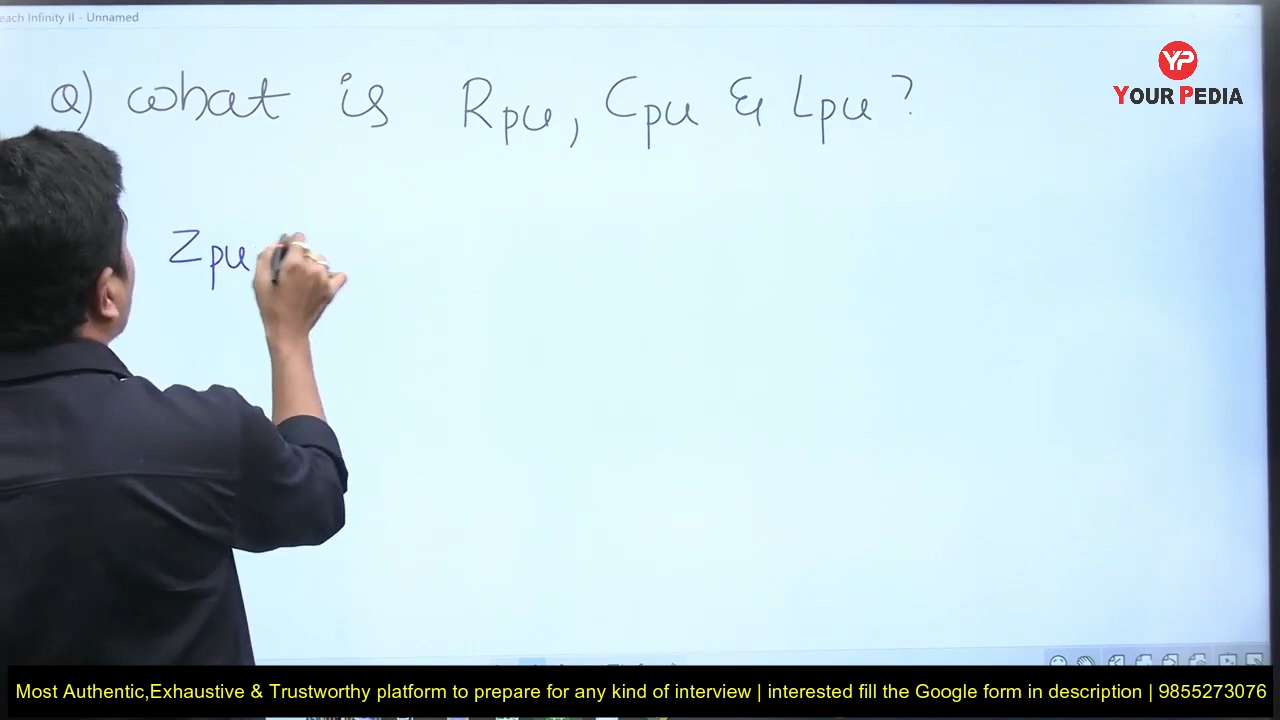 each Infinity II - Unnamed
YP
YOUR PEDIA
Q) what is Rpu, Cpu & Lpu?
Zpu
Most Authentic,Exhaustive & Trustworthy platform to prepare for any kind of interview | interested fill the Google form in description | 9855273076